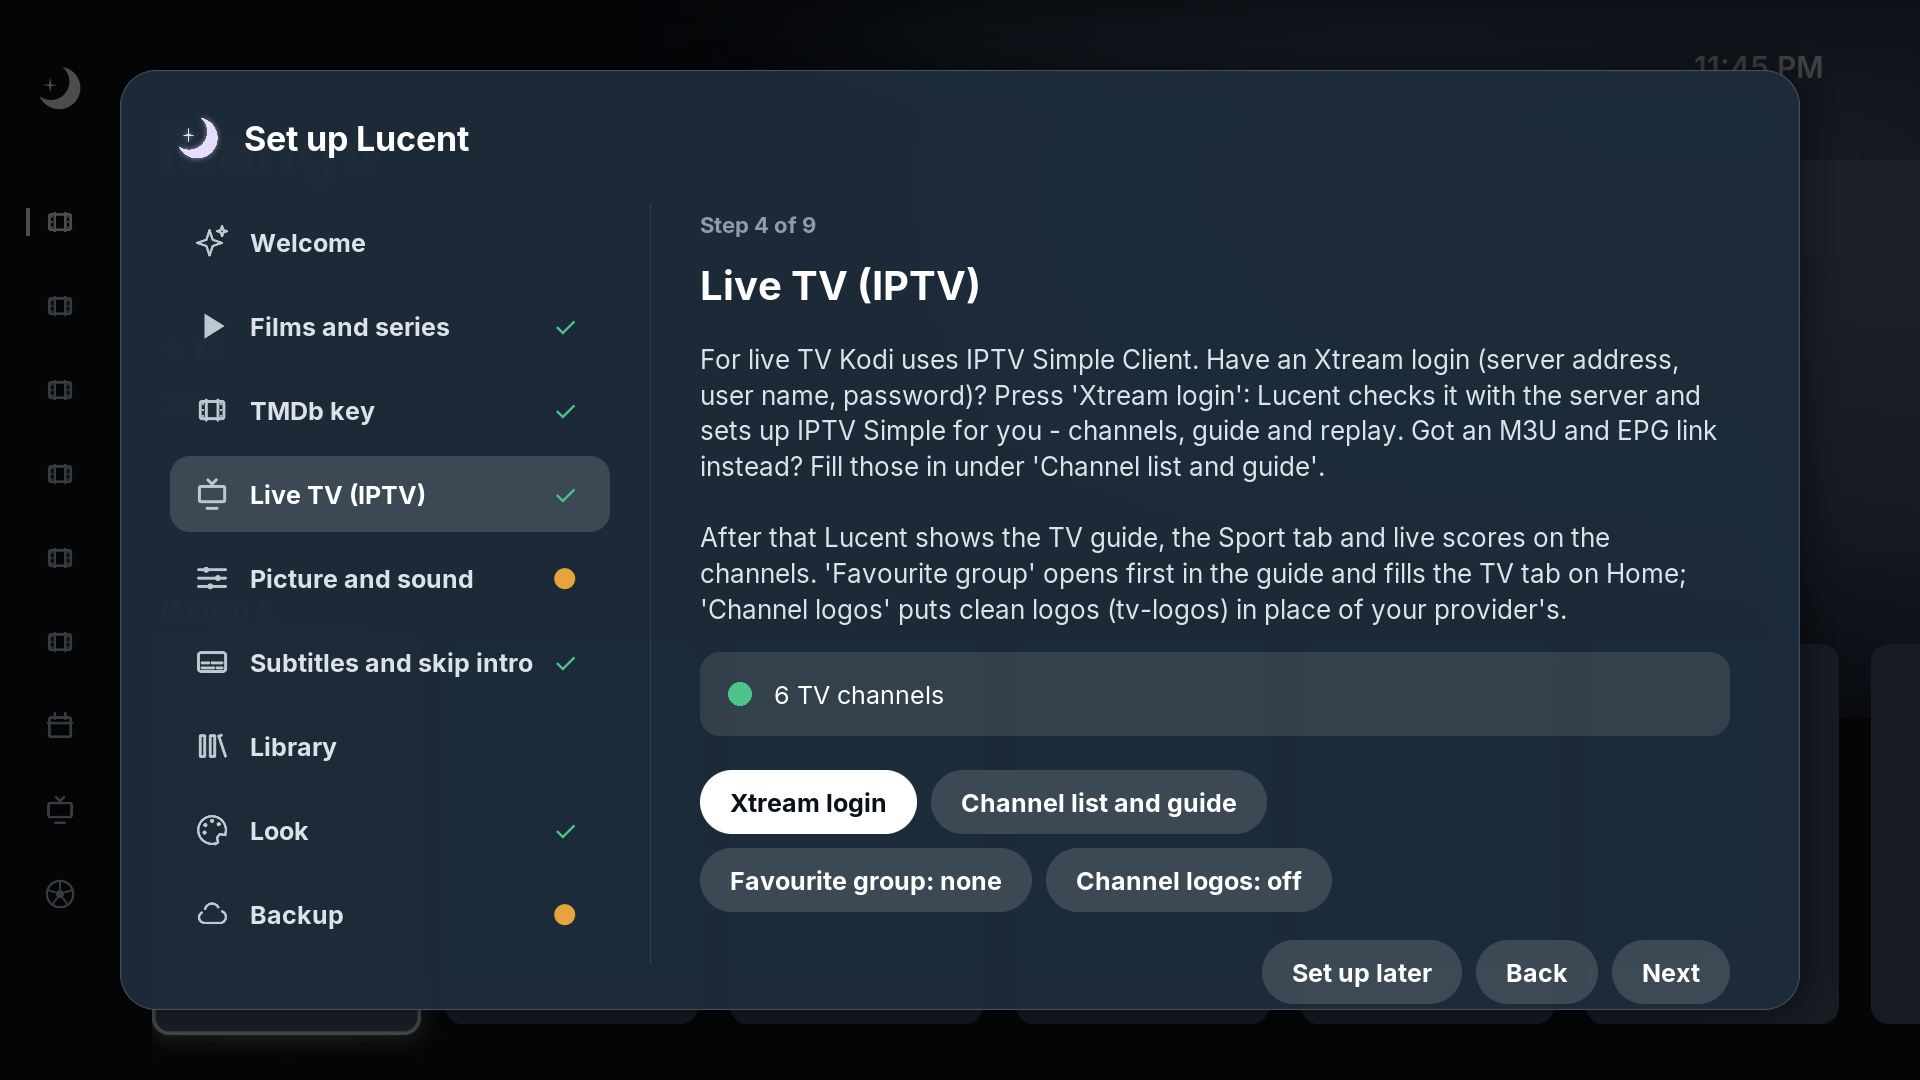 11:45 PM
Set up Lucent
Welcome
Films and series
TMDb key
Live TV (IPTV)
Picture and sound
Subtitles and skip intro
Library
Look
Backup
Step 4 of 9
Live TV (IPTV)
For live TV Kodi uses IPTV Simple Client. Have an Xtream login (server address,
user name, password)? Press 'Xtream login': Lucent checks it with the server and
sets up IPTV Simple for you - channels, guide and replay. Got an M3U and EPG link
instead? Fill those in under 'Channel list and guide'.
After that Lucent shows the TV guide, the Sport tab and live scores on the
channels. 'Favourite group' opens first in the guide and fills the TV tab on Home;
'Channel logos' puts clean logos (tv-logos) in place of your provider's.
6 TV channels
Xtream login
Channel list and guide
Favourite group: none
Channel logos: off
Set up later
Back
Next